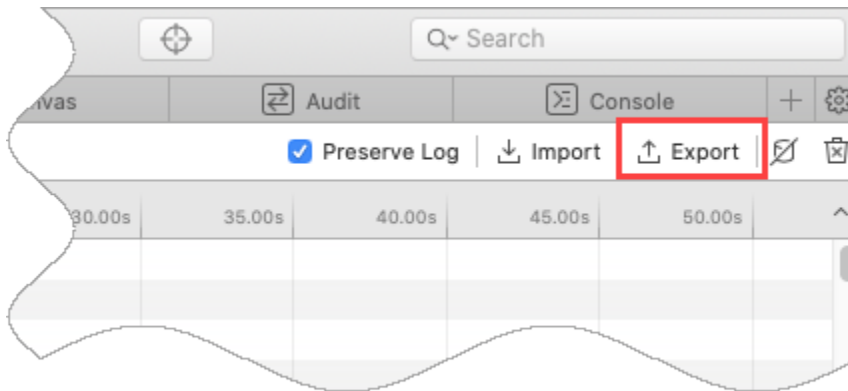 Search
Audit
Console
Preserve Log
Import
Export
35.00s
40.00s
45.00s
50.00s